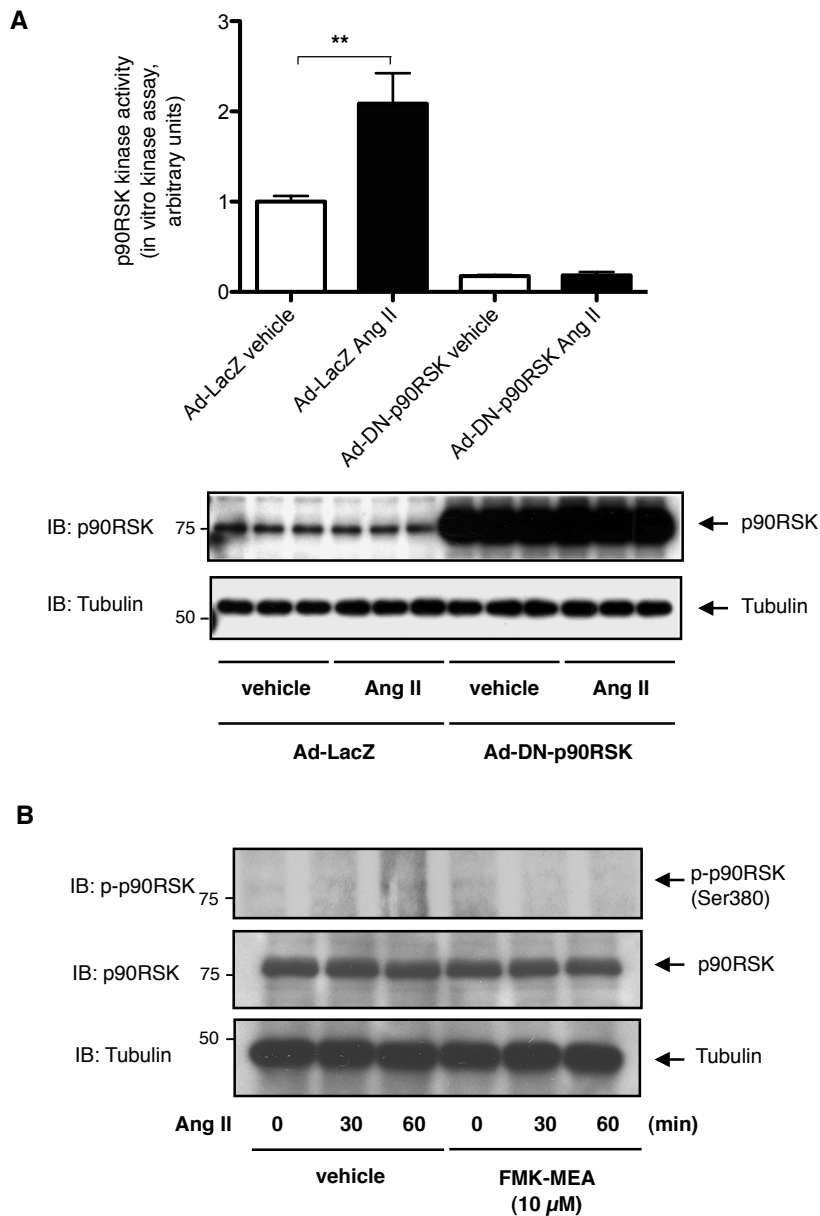 A
p90RSK kinase activity
(in vitro kinase assay,
arbitrary units)
3
2
1
0
**
Ad-LacZ vehicle
Ad-LacZ Ang II
Ad-DN-p90RSK vehicle
Ad-DN-p90RSK Ang II
IB: p90RSK
75
p90RSK
IB: Tubulin
50
Tubulin
vehicle Ang II vehicle Ang II
Ad-LacZ Ad-DN-p90RSK
B
IB: p-p90RSK
75
p-p90RSK
(Ser380)
IB: p90RSK
75
p90RSK
IB: Tubulin
50
Tubulin
Ang II 0 30 60 0 30 60 (min)
vehicle FMK-MEA
(10 µM)